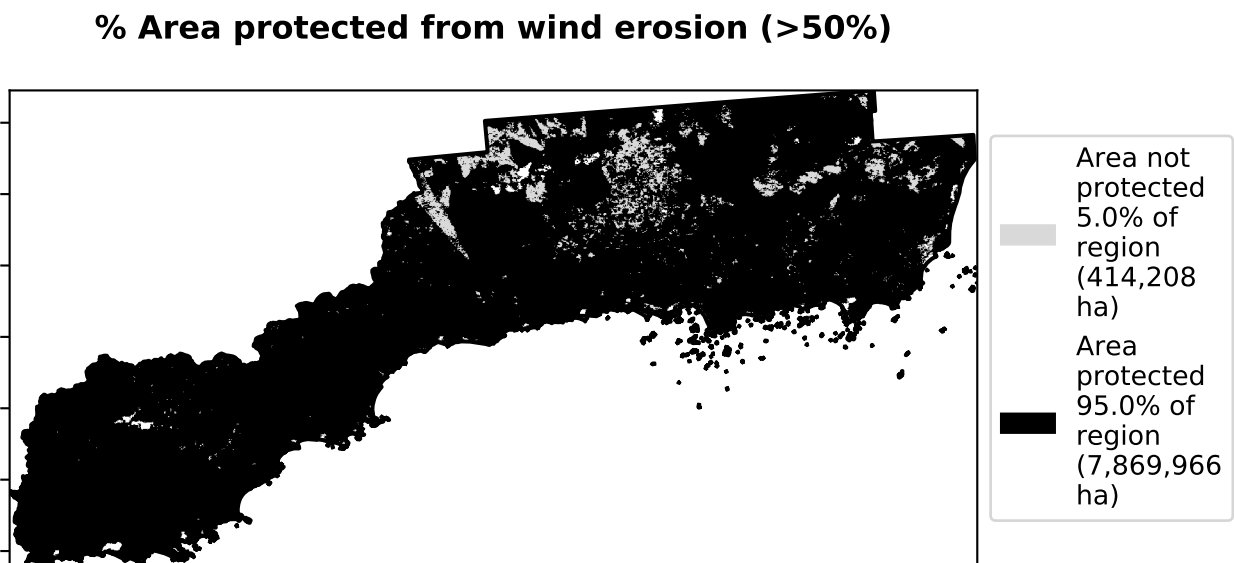 % Area protected from wind erosion (>50%)
Area not
protected
5.0% of
region
(414,208
ha)
Area
protected
95.0% of
region
(7,869,966
ha)